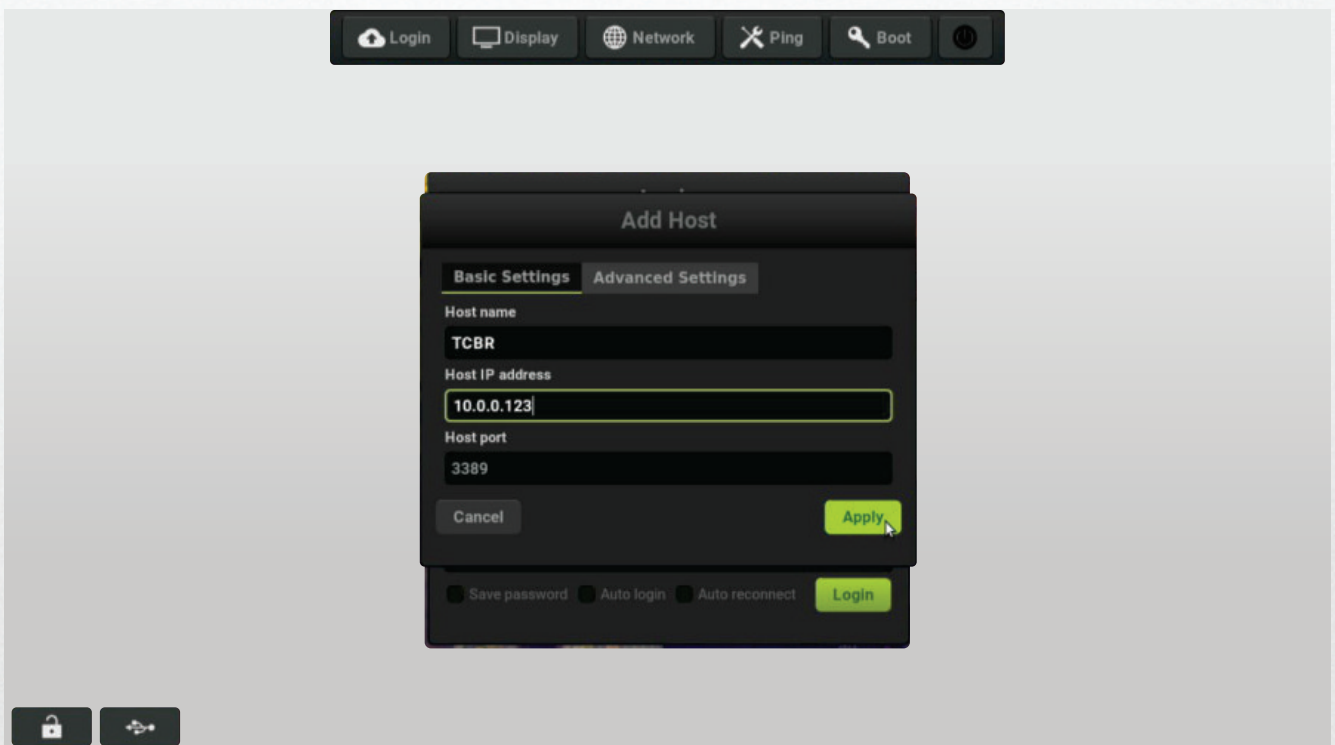 Login Display Network Ping Boot
Add Host
Basic Settings Advanced Settings
Host name
TCBR
Host IP address
10.0.0.123
Host port
3389
Cancel Apply
Save password Auto login Auto reconnect Login